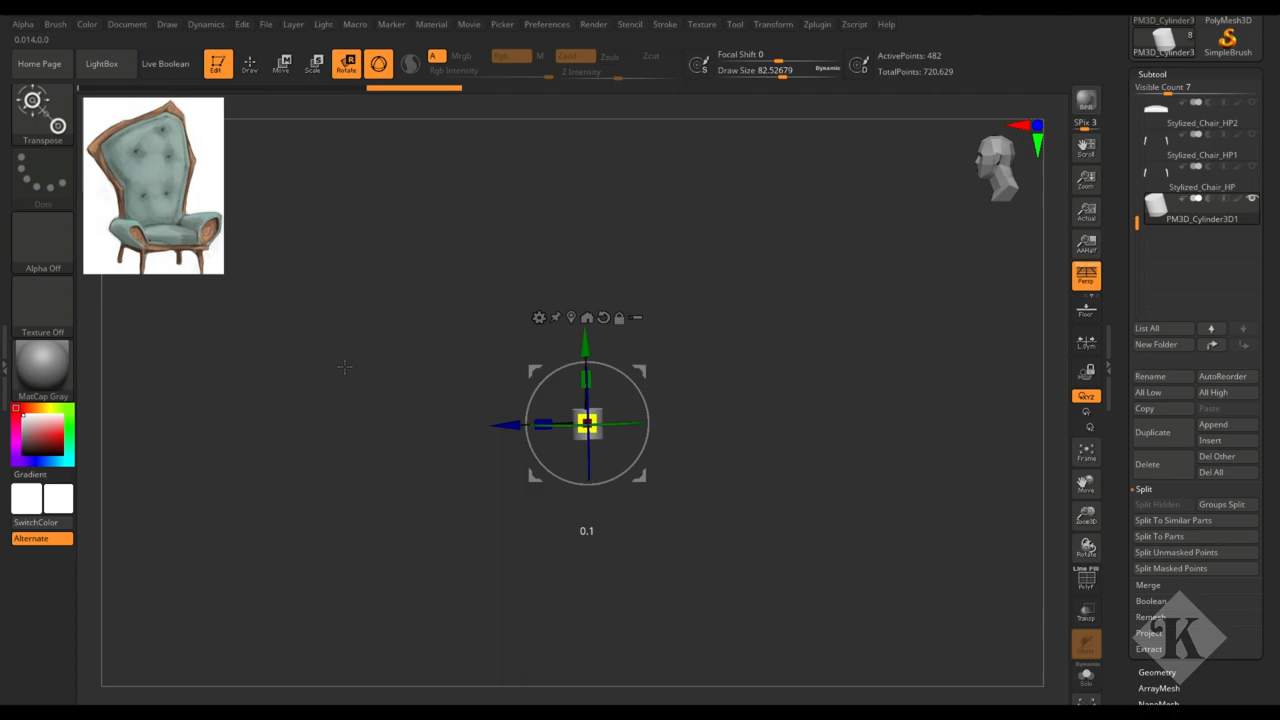 Alpha Brush Color Document Draw Dynamics Edit File Layer Light Macro Marker Material Movie Picker Preferences Render Stencil Stroke Texture Tool Transform Zplugin Zscript Help
0.014,0,0
PM3D_Cylinder3 PolyMesh3D
8
PM3D_Cylinder3 SimpleBrush
Home Page LightBox Live Boolean Edit Draw Move Scale Rotate
A Mrgb Rgb M Zadd Zsub Zcut
Rgb Intensity Z Intensity
Focal Shift 0
Draw Size 82.52679 Dynamic
ActivePoints: 482
TotalPoints: 720,629
Subtool
Visible Count 7
Stylized_Chair_HP2
Stylized_Chair_HP1
Stylized_Chair_HP
PM3D_Cylinder3D1
List All
New Folder
Rename AutoReorder
All Low All High
Copy Paste
Duplicate Append
Insert
Delete Del Other
Del All
Split
Split Hidden Groups Split
Split To Similar Parts
Split To Parts
Split Unmasked Points
Split Masked Points
Merge
Boolean
Remesh
Project
Extract
Geometry
ArrayMesh
NanoMesh
Transpose
Dots
Alpha Off
Texture Off
MatCap Gray
Gradient
SwitchColor
Alternate
0.1
BPR
SPix 3
Scroll
Zoom
Actual
AAHalf
Persp
Floor
L.Sym
XYZ
Frame
Move
Zoom3D
Rotate
Line Fill
PolyF
Transp
Dynamic
Solo
K